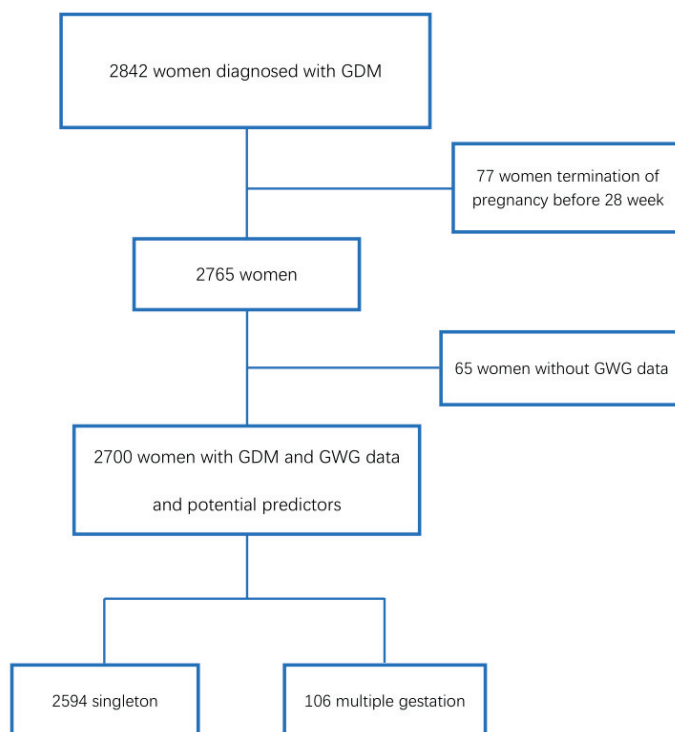 2842 women diagnosed with GDM
77 women termination of
pregnancy before 28 week
2765 women
65 women without GWG data
2700 women with GDM and GWG data
and potential predictors
2594 singleton
106 multiple gestation